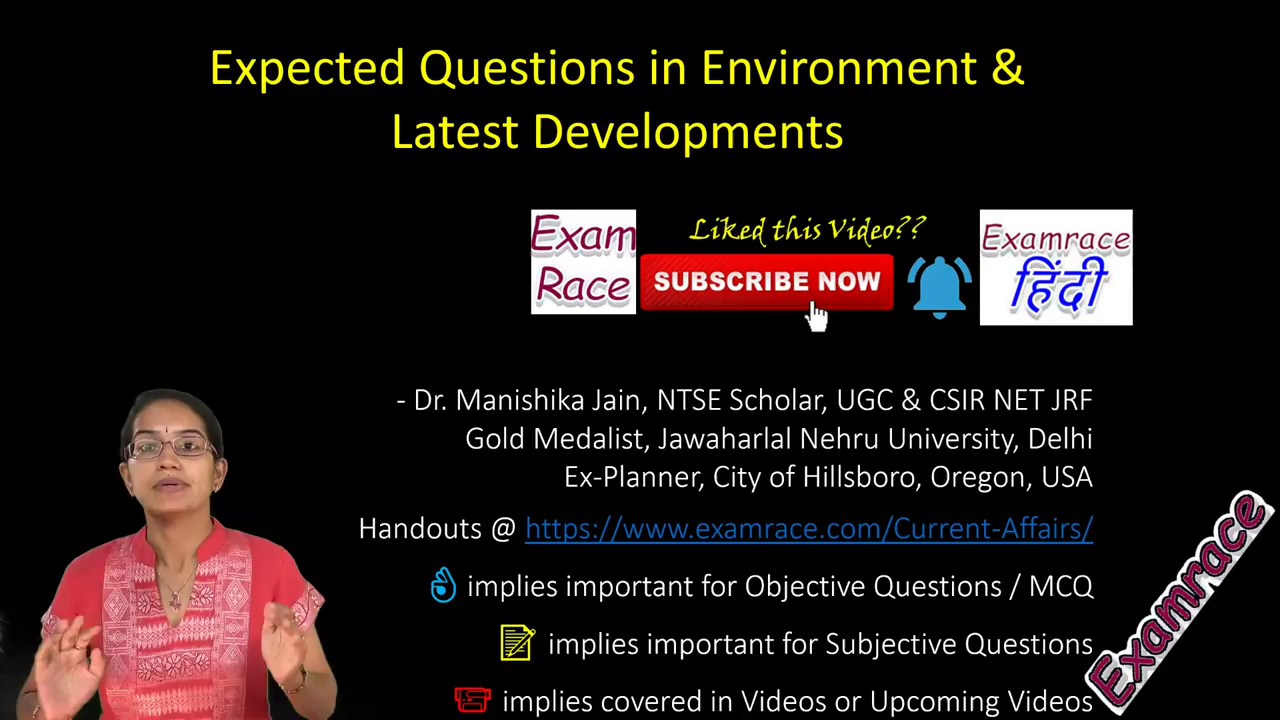 Expected Questions in Environment &
Latest Developments
Exam
Race
Liked this Video??
SUBSCRIBE NOW
Examrace
हिंदी
- Dr. Manishika Jain, NTSE Scholar, UGC & CSIR NET JRF
Gold Medalist, Jawaharlal Nehru University, Delhi
Ex-Planner, City of Hillsboro, Oregon, USA
Handouts @ https://www.examrace.com/Current-Affairs/
implies important for Objective Questions / MCQ
implies important for Subjective Questions
implies covered in Videos or Upcoming Videos
Examrace